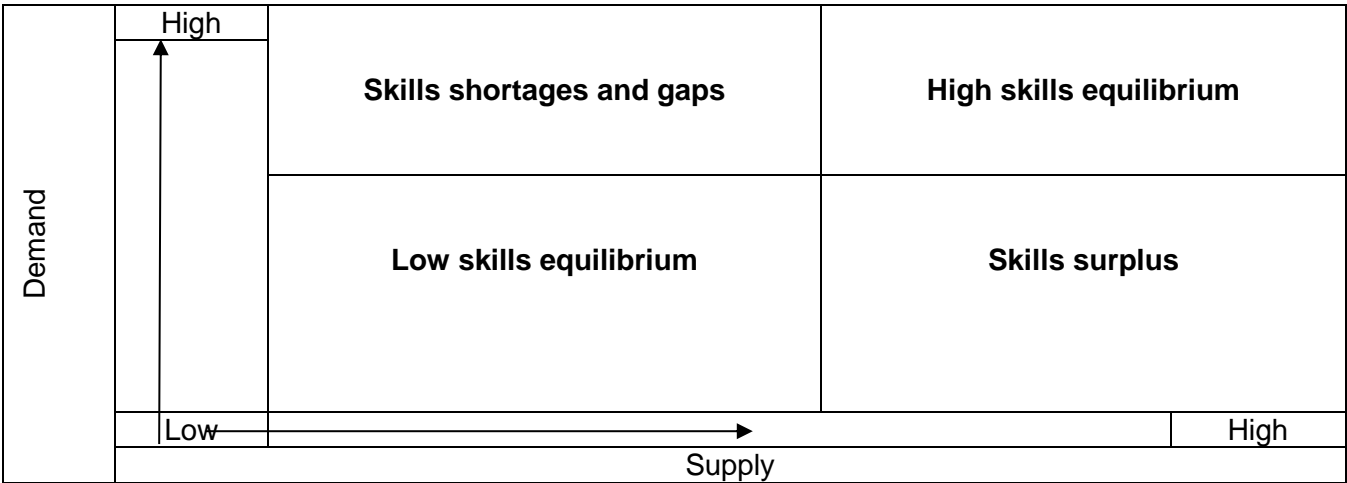 High
Skills shortages and gaps
High skills equilibrium
Demand
Low skills equilibrium
Skills surplus
Low
High
Supply